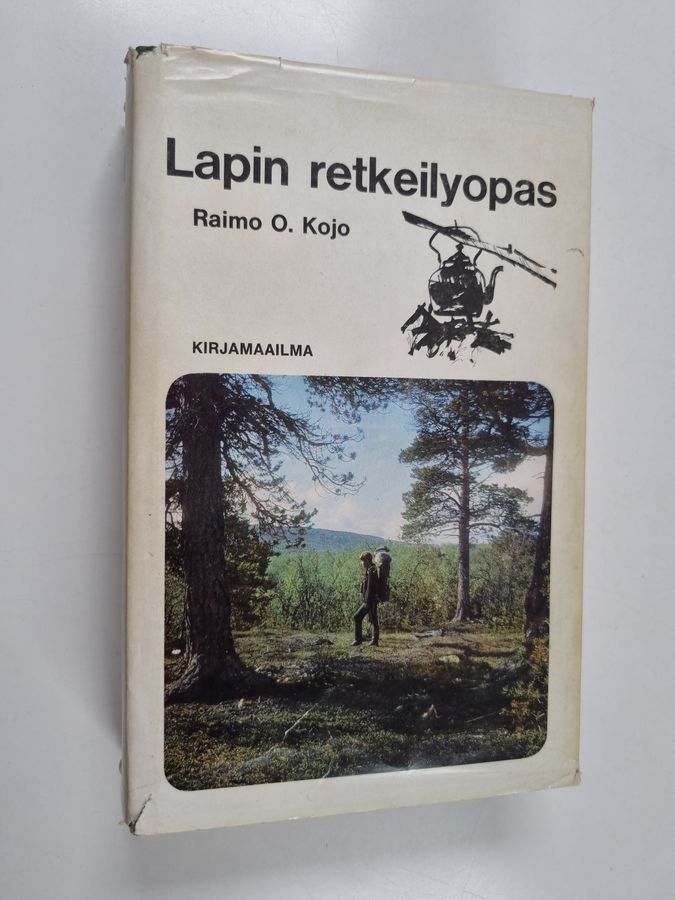 Lapin retkeilyopas
Raimo O. Kojo
KIRJAMAAILMA